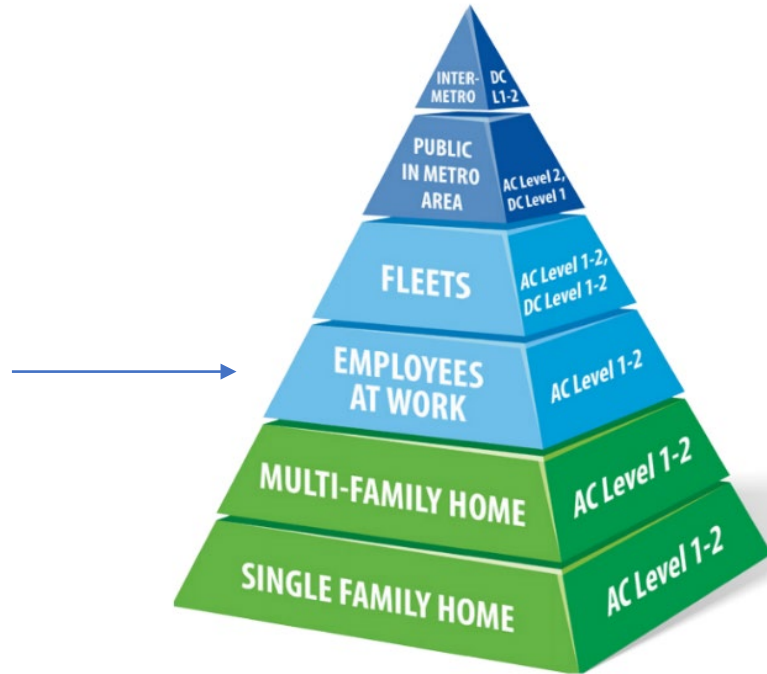 INTER-
METRO
DC
L1-2
PUBLIC
IN METRO
AREA
AC Level 2,
DC Level 1
FLEETS
AC Level 1-2,
DC Level 1-2
EMPLOYEES
AT WORK
AC Level 1-2
MULTI-FAMILY HOME
AC Level 1-2
SINGLE FAMILY HOME
AC Level 1-2